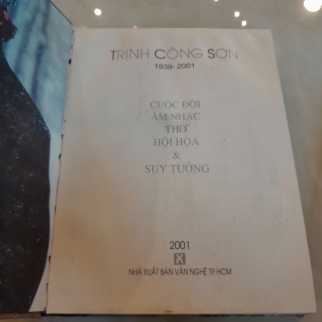 TRỊNH CÔNG SƠN
1939- 2001
CUỘC ĐỜI
ÂM NHẠC
THƠ
HỘI HỌA
&
SUY TƯỞNG
2001
X
NHÀ XUẤT BẢN VĂN NGHỆ TP.HCM